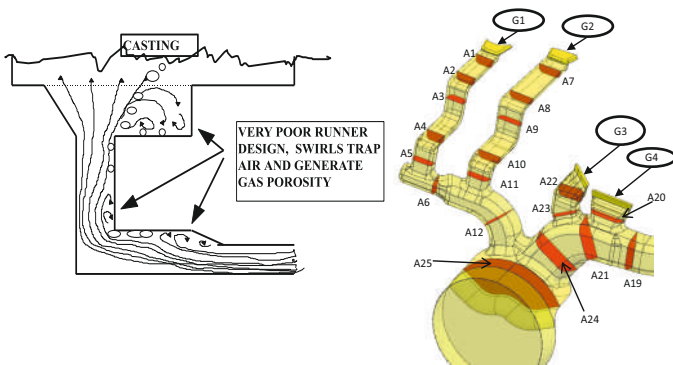 CASTING
VERY POOR RUNNER
DESIGN, SWIRLS TRAP
AIR AND GENERATE
GAS POROSITY
G1
G2
A1
A2
A3
A4
A5
A6
A7
A8
A9
A10
A11
A12
G3
G4
A22
A23
A20
A25
A21
A19
A24